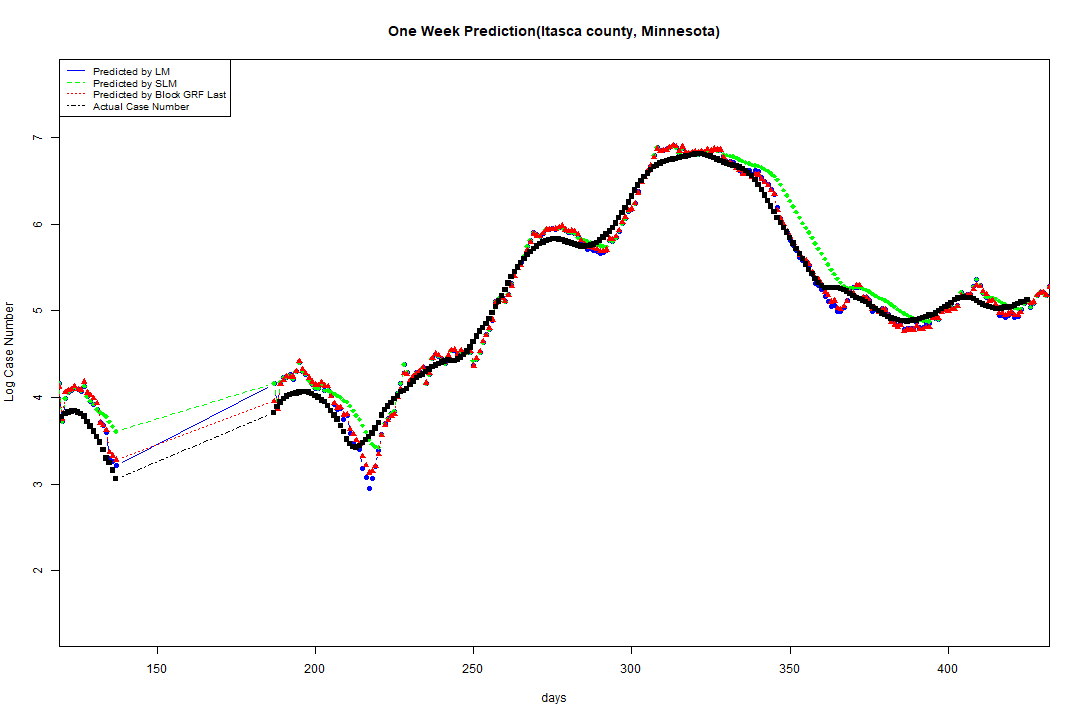 One Week Prediction(Itasca county, Minnesota)
Predicted by LM
Predicted by SLM
Predicted by Block GRF Last
Actual Case Number
7
6
5
4
3
2
Log Case Number
150 200 250 300 350 400
days